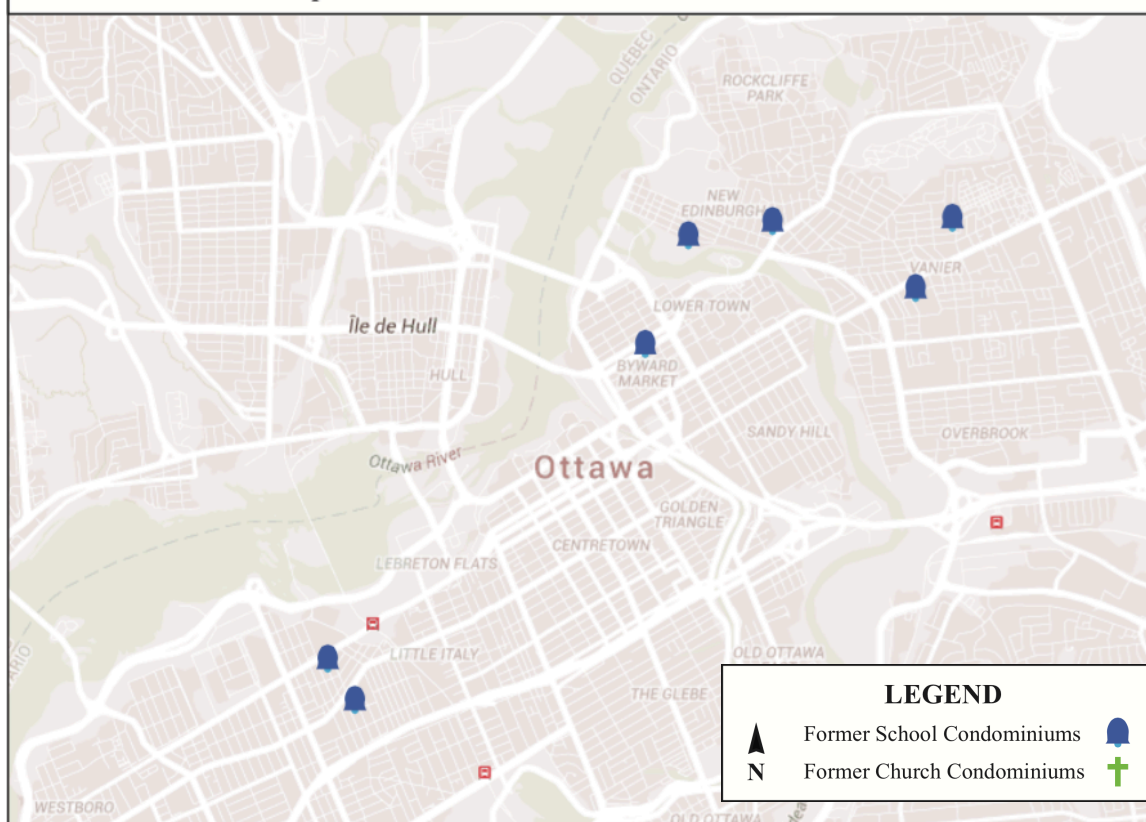 QUÉBEC
ONTARIO
ROCKCLIFFE
PARK
NEW
EDINBURGH
VANIER
LOWER TOWN
Île de Hull
HULL
BYWARD
MARKET
SANDY HILL
OVERBROOK
Ottawa River
Ottawa
GOLDEN
TRIANGLE
CENTRETOWN
LEBRETON FLATS
LITTLE ITALY
OLD OTTAWA
THE GLEBE
WESTBORO
OLD OTTAWA
LEGEND
Former School Condominiums
N
Former Church Condominiums